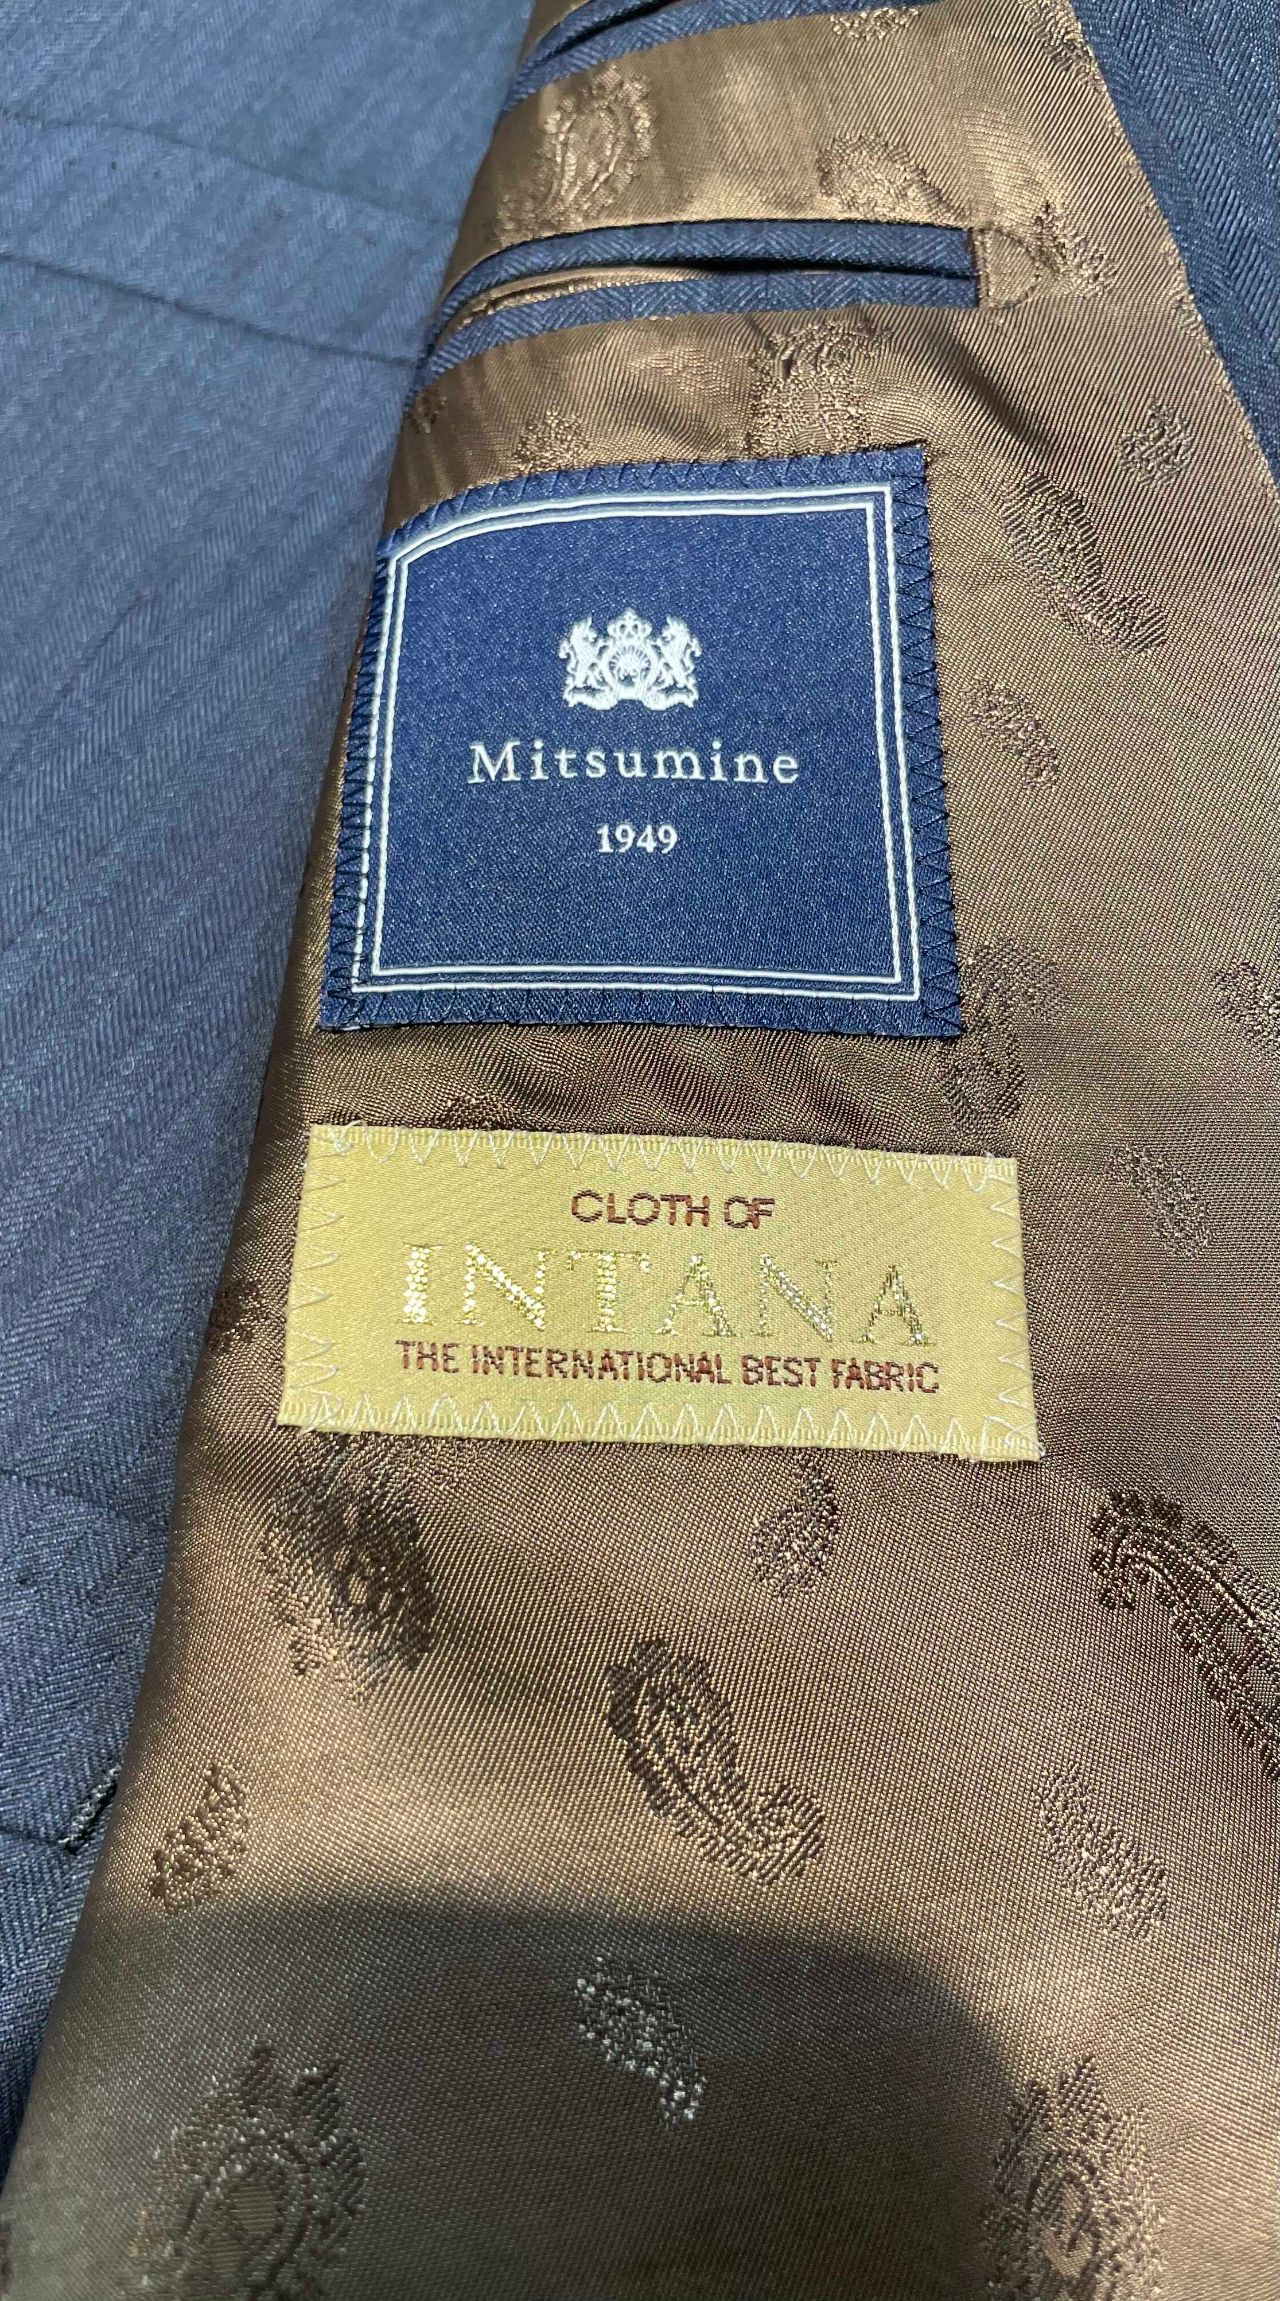 Mitsumine
1949
CLOTH OF
INTANA
THE INTERNATIONAL BEST FABRIC